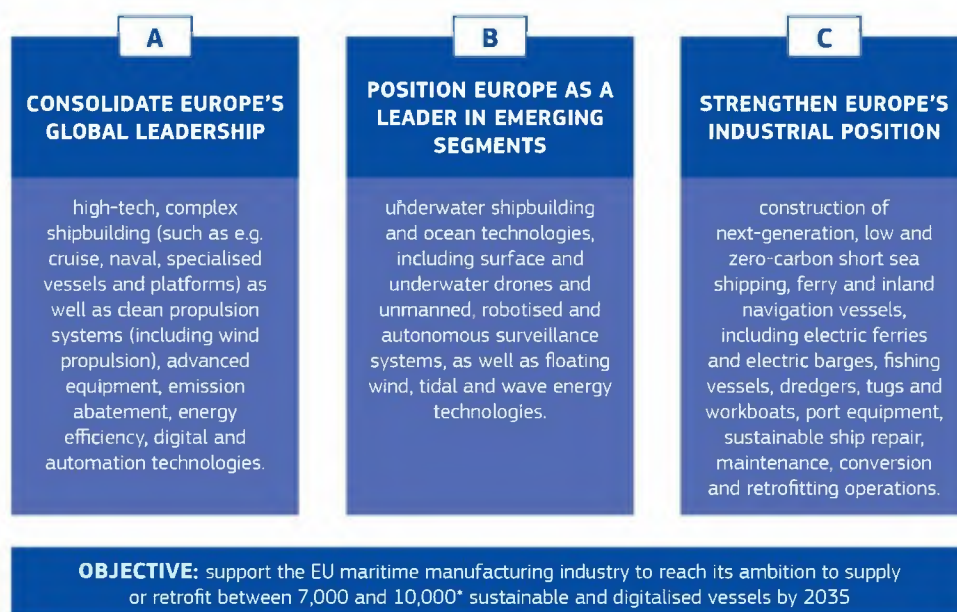 A
CONSOLIDATE EUROPE'S
GLOBAL LEADERSHIP
high-tech, complex
shipbuilding (such as e.g.
cruise, naval, specialised
vessels and platforms) as
well as clean propulsion
systems (including wind
propulsion), advanced
equipment, emission
abatement, energy
efficiency, digital and
automation technologies.
B
POSITION EUROPE AS A
LEADER IN EMERGING
SEGMENTS
underwater shipbuilding
and ocean technologies,
including surface and
underwater drones and
unmanned, robotised and
autonomous surveillance
systems, as well as floating
wind, tidal and wave energy
technologies.
C
STRENGTHEN EUROPE'S
INDUSTRIAL POSITION
construction of
next-generation, low and
zero-carbon short sea
shipping, ferry and inland
navigation vessels,
including electric ferries
and electric barges, fishing
vessels, dredgers, tugs and
workboats, port equipment,
sustainable ship repair,
maintenance, conversion
and retrofitting operations.
OBJECTIVE: support the EU maritime manufacturing industry to reach its ambition to supply
or retrofit between 7,000 and 10,000* sustainable and digitalised vessels by 2035